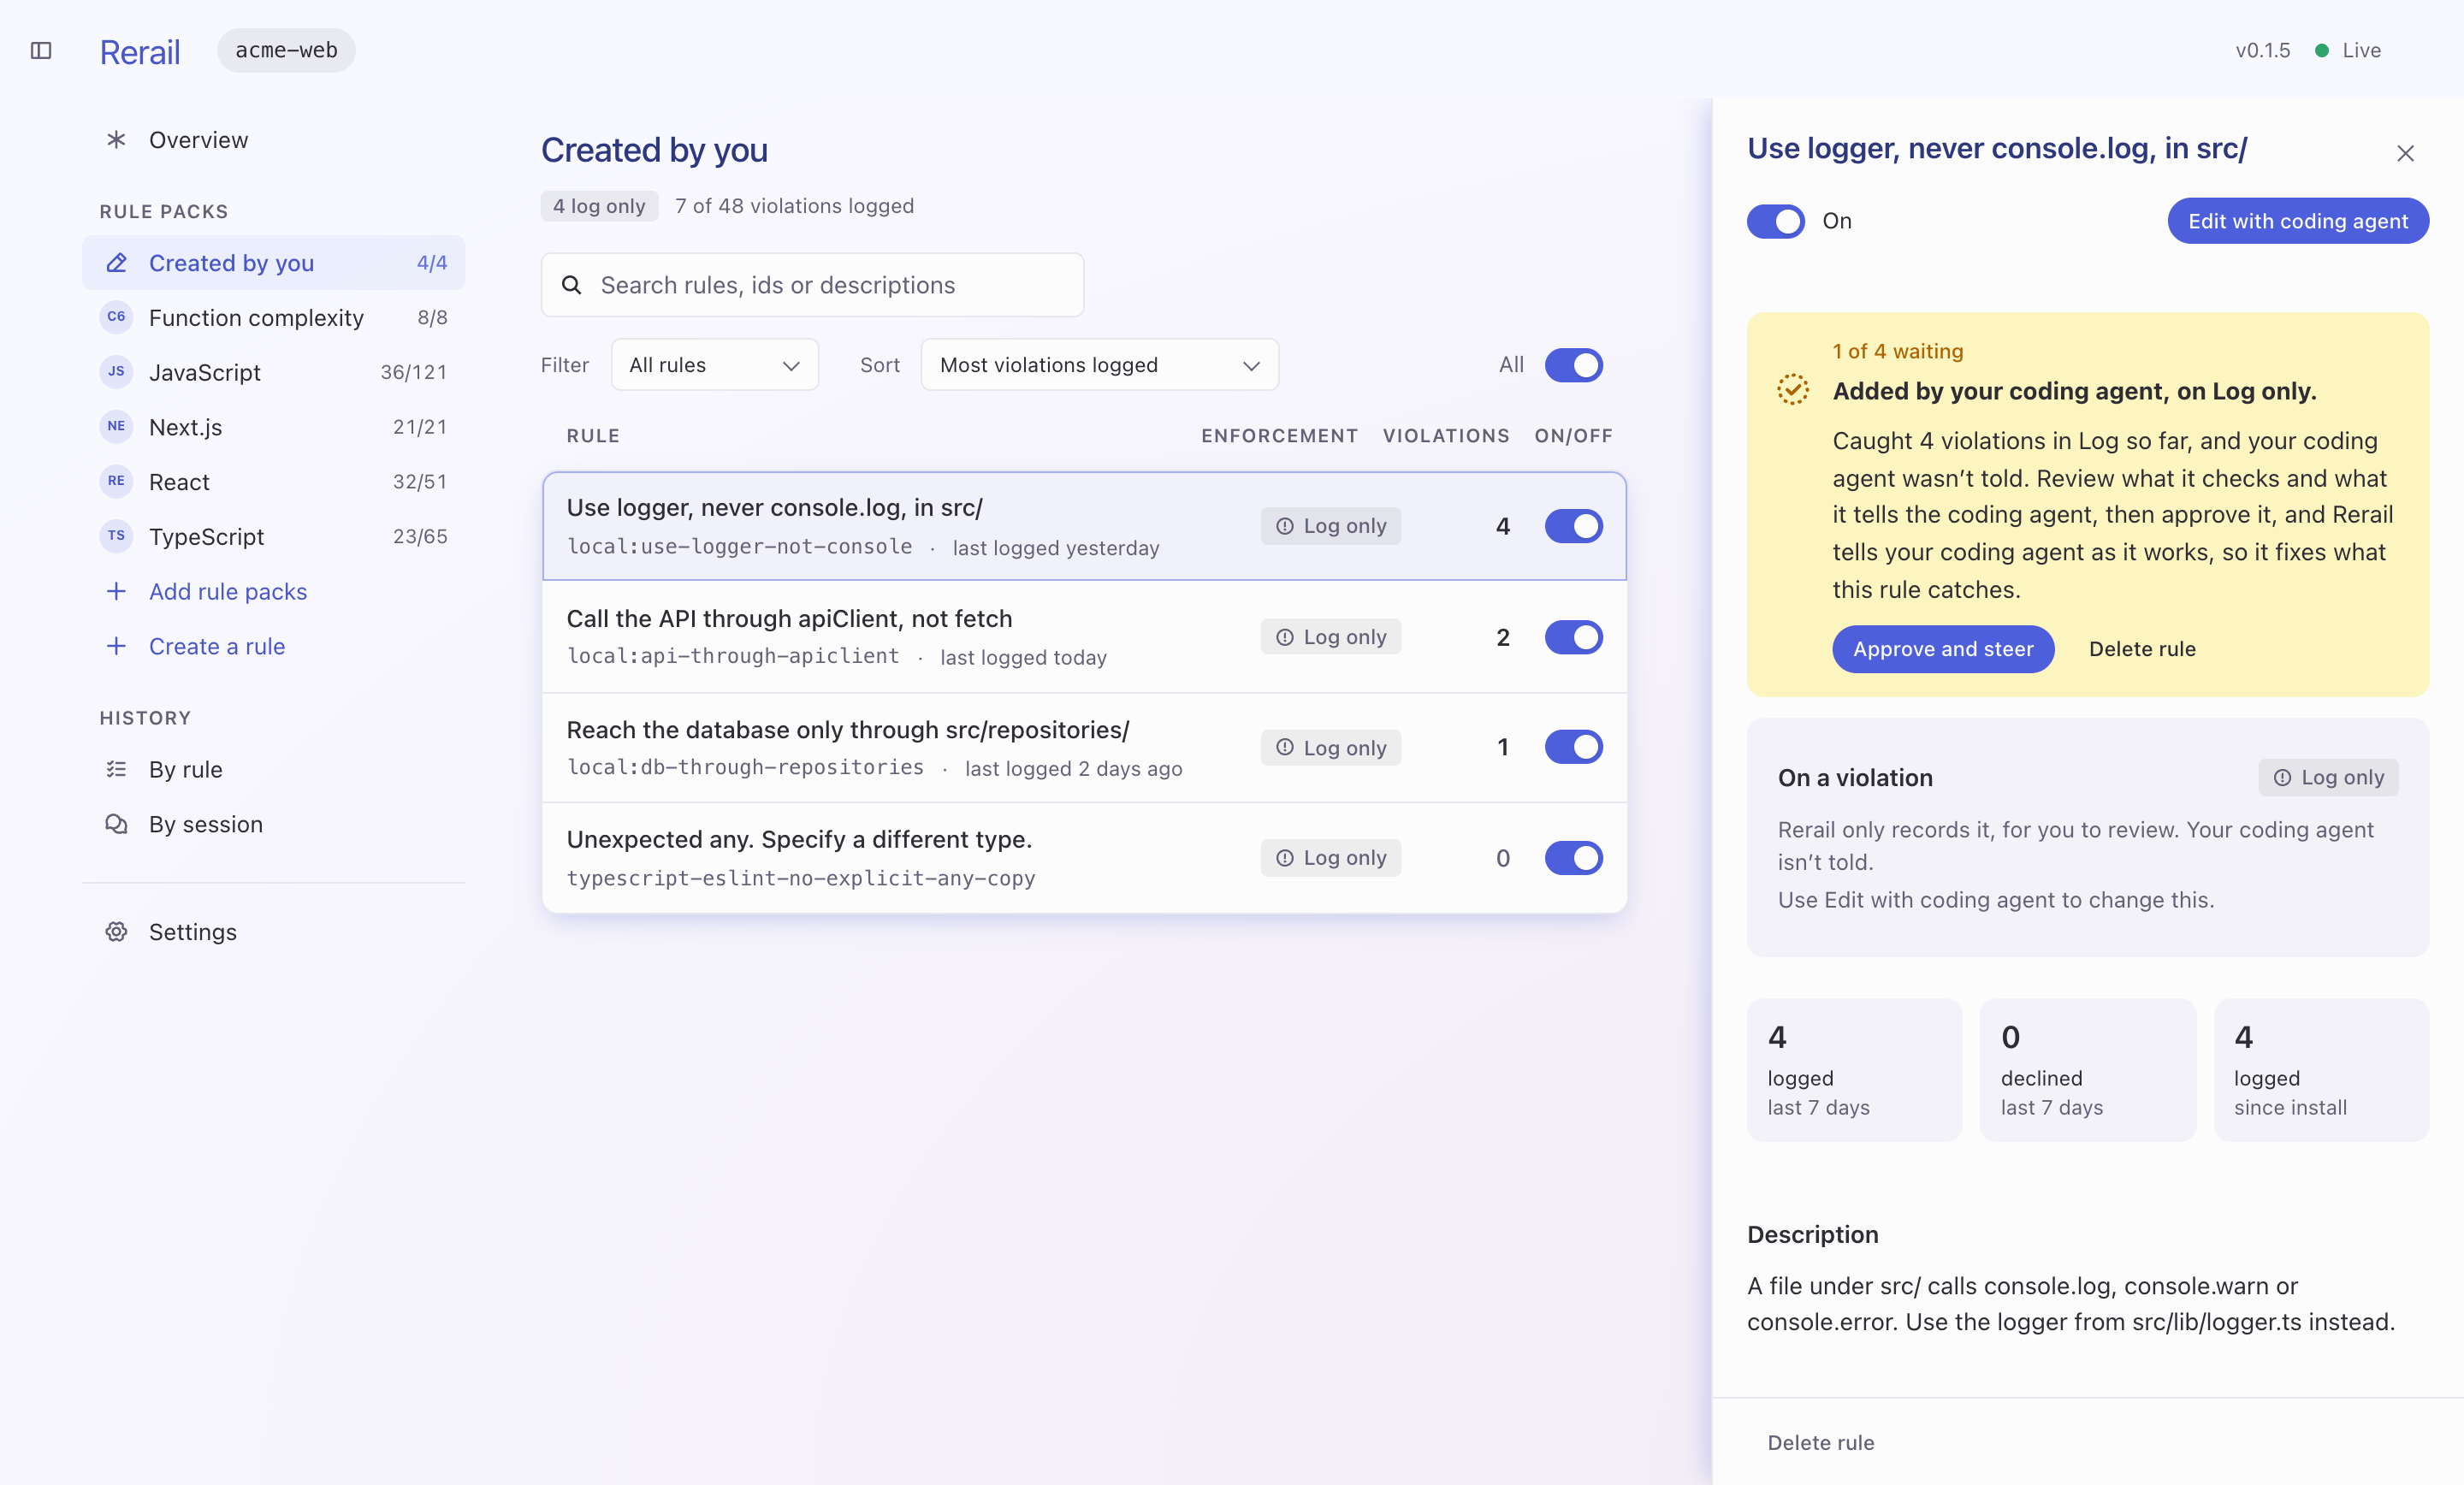 Rerail
acme-web
v0.1.5
Live
Overview
RULE PACKS
Created by you 4/4
C6 Function complexity 8/8
JS JavaScript 36/121
NE Next.js 21/21
RE React 32/51
TS TypeScript 23/65
Add rule packs
Create a rule
HISTORY
By rule
By session
Settings
Created by you
4 log only 7 of 48 violations logged
Search rules, ids or descriptions
Filter All rules Sort Most violations logged All
RULE ENFORCEMENT VIOLATIONS ON/OFF
Use logger, never console.log, in src/
local:use-logger-not-console · last logged yesterday
Log only 4
Call the API through apiClient, not fetch
local:api-through-apiclient · last logged today
Log only 2
Reach the database only through src/repositories/
local:db-through-repositories · last logged 2 days ago
Log only 1
Unexpected any. Specify a different type.
typescript-eslint-no-explicit-any-copy
Log only 0
Use logger, never console.log, in src/
On
Edit with coding agent
1 of 4 waiting
Added by your coding agent, on Log only.
Caught 4 violations in Log so far, and your coding
agent wasn’t told. Review what it checks and what
it tells the coding agent, then approve it, and Rerail
tells your coding agent as it works, so it fixes what
this rule catches.
Approve and steer Delete rule
On a violation Log only
Rerail only records it, for you to review. Your coding agent
isn’t told.
Use Edit with coding agent to change this.
4
logged
last 7 days
0
declined
last 7 days
4
logged
since install
Description
A file under src/ calls console.log, console.warn or
console.error. Use the logger from src/lib/logger.ts instead.
Delete rule